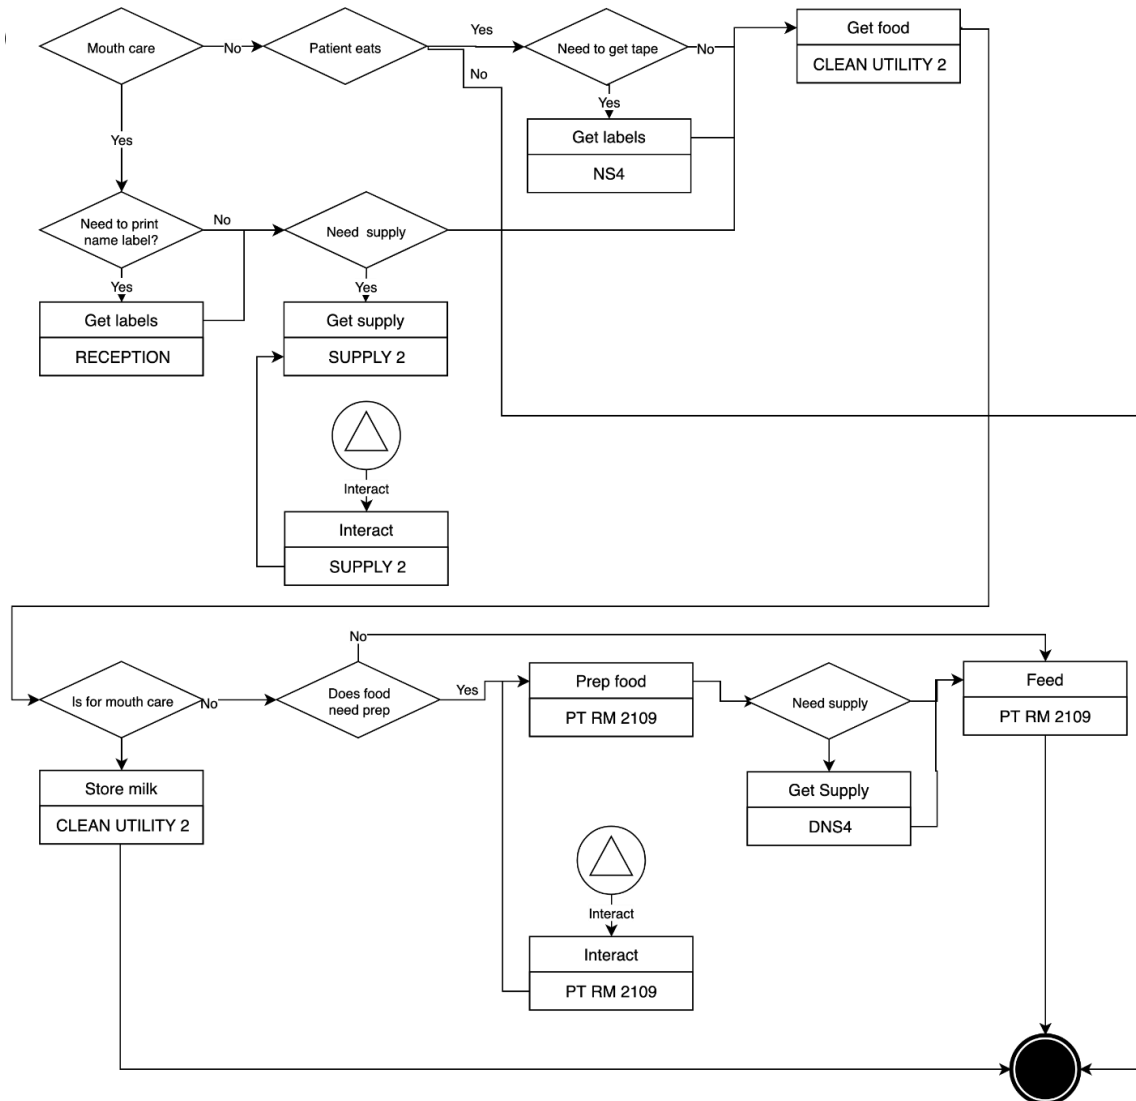 Mouth care
No
Patient eats
Yes
No
Need to get tape
No
Get food
CLEAN UTILITY 2
Yes
Get labels
NS4
Yes
Need to print
name label?
No
Need supply
Yes
Get labels
RECEPTION
Yes
Get supply
SUPPLY 2
Interact
Interact
SUPPLY 2
Is for mouth care
No
No
Does food
need prep
Yes
Prep food
PT RM 2109
Need supply
Feed
PT RM 2109
Store milk
CLEAN UTILITY 2
Get Supply
DNS4
Interact
Interact
PT RM 2109